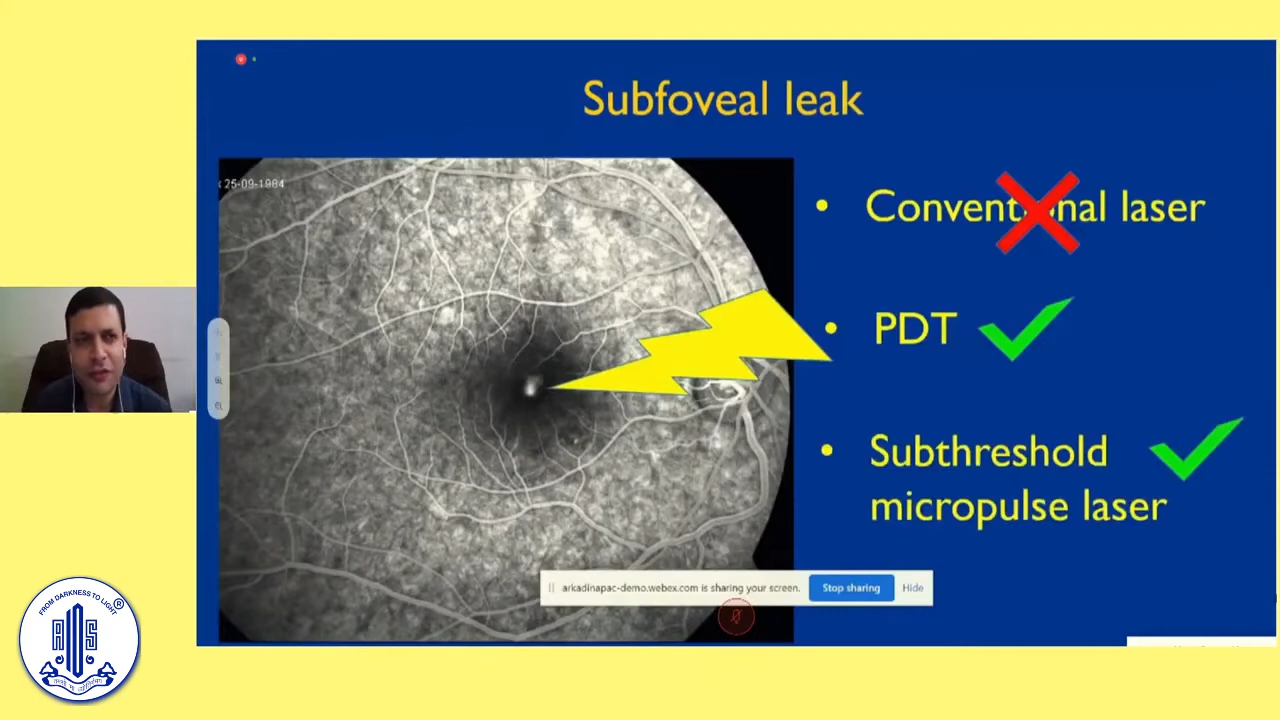 Subfoveal leak
25-09-1984
• Conventional laser
• PDT
• Subthreshold
micropulse laser
arkadinapac-demo.webex.com is sharing your screen.
Stop sharing
Hide
FROM DARKNESS TO LIGHT
®
AIOS